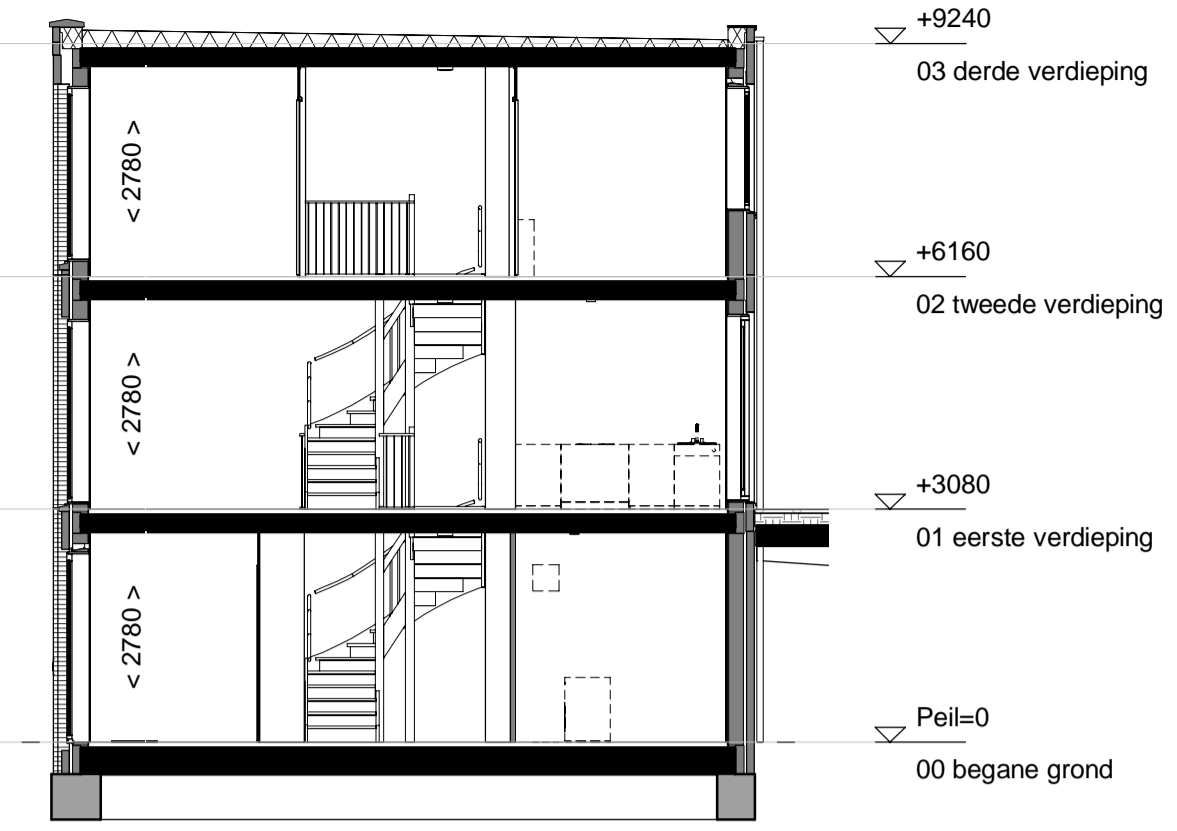 +9240
03 derde verdieping
< 2780 >
+6160
02 tweede verdieping
< 2780 >
+3080
01 eerste verdieping
< 2780 >
Peil=0
00 begane grond